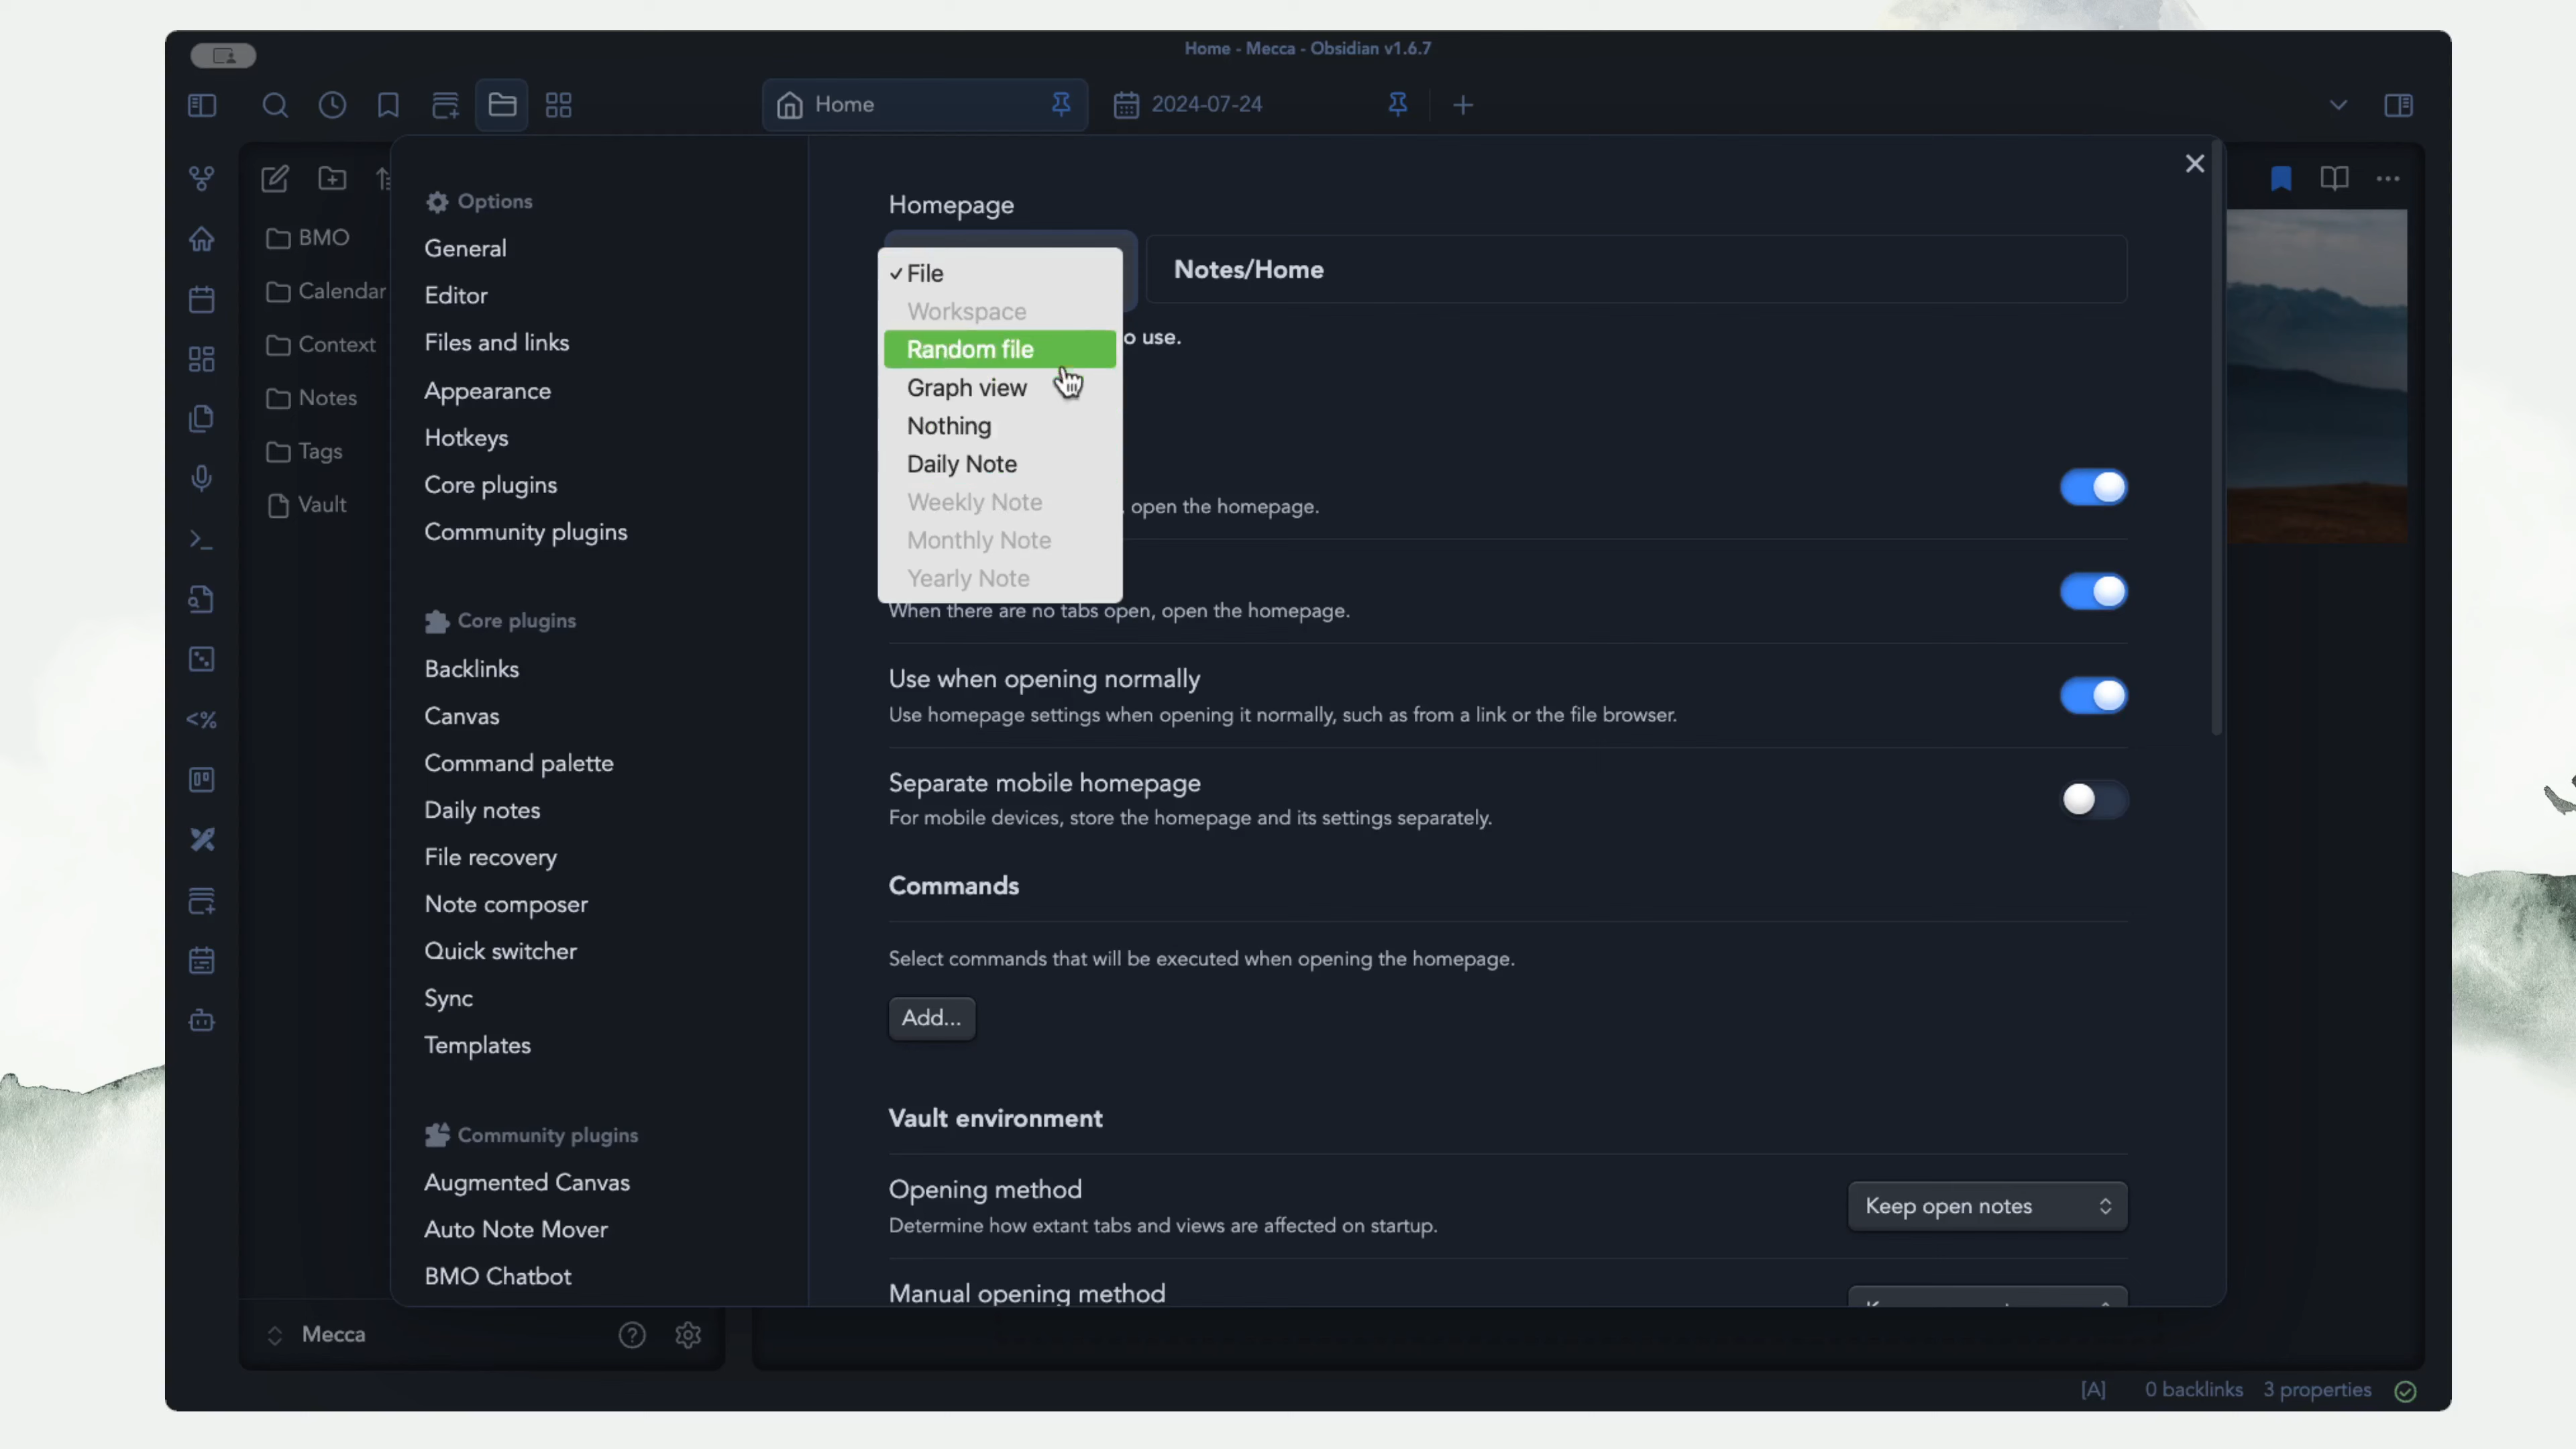 Home - Mecca - Obsidian v1.6.7
Home
2024-07-24
BMO
Calendar
Context
Notes
Tags
Vault
Options
General
Editor
Files and links
Appearance
Hotkeys
Core plugins
Community plugins
Core plugins
Backlinks
Canvas
Command palette
Daily notes
File recovery
Note composer
Quick switcher
Sync
Templates
Community plugins
Augmented Canvas
Auto Note Mover
BMO Chatbot
Homepage
Notes/Home
✓ File
Workspace
Random file
Graph view
Nothing
Daily Note
Weekly Note
Monthly Note
Yearly Note
o use.
, open the homepage.
When there are no tabs open, open the homepage.
Use when opening normally
Use homepage settings when opening it normally, such as from a link or the file browser.
Separate mobile homepage
For mobile devices, store the homepage and its settings separately.
Commands
Select commands that will be executed when opening the homepage.
Add...
Vault environment
Opening method
Keep open notes
Determine how extant tabs and views are affected on startup.
Manual opening method
Mecca
[A]
0 backlinks
3 properties